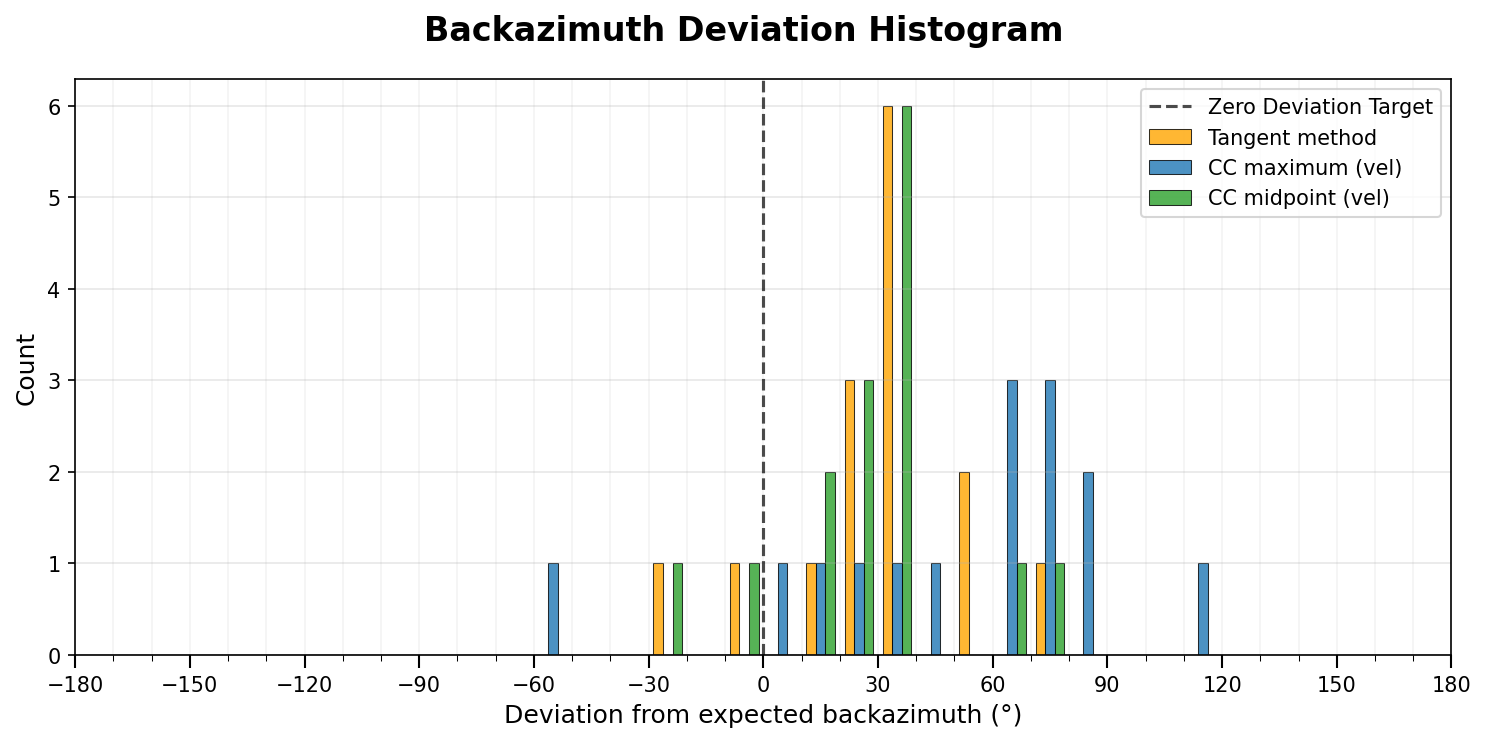 Backazimuth Deviation Histogram
Zero Deviation Target
Tangent method
CC maximum (vel)
CC midpoint (vel)
Count
6
5
4
3
2
1
0
−180 −150 −120 −90 −60 −30 0 30 60 90 120 150 180
Deviation from expected backazimuth (°)